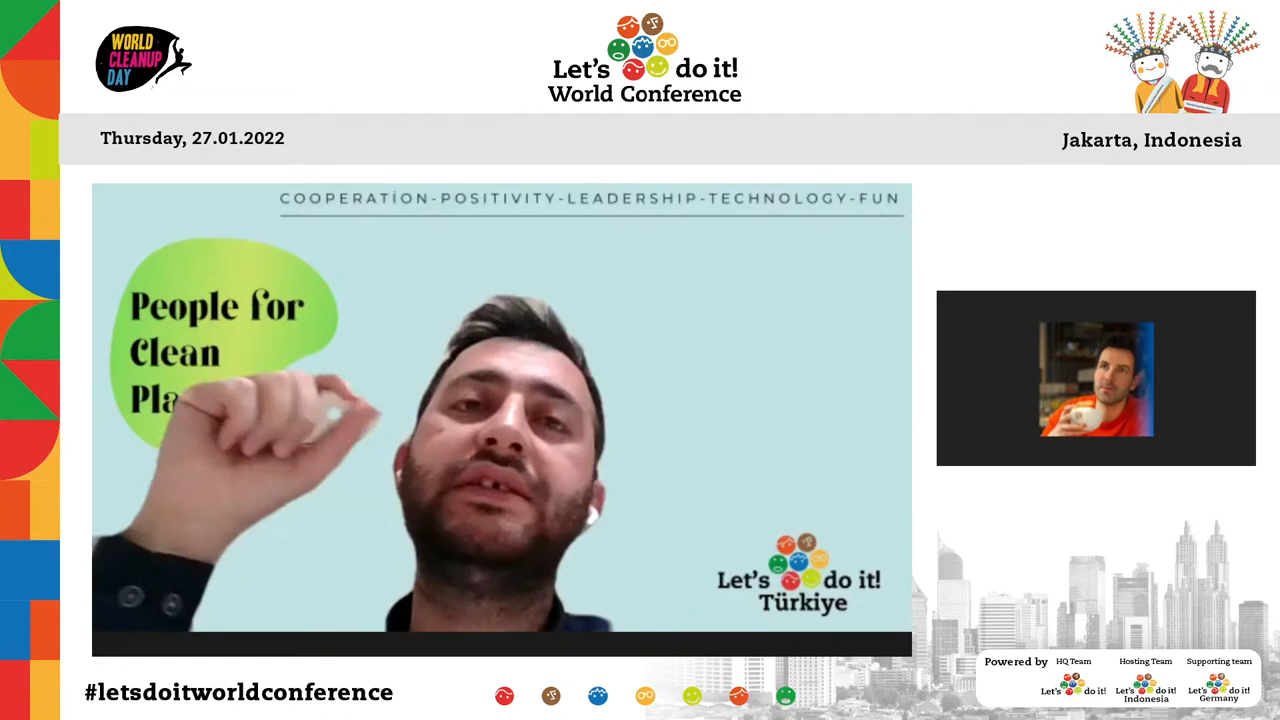 WORLD
CLEANUP
DAY
Let's do it!
World Conference
Thursday, 27.01.2022
Jakarta, Indonesia
COOPERATİON-POSITIVITY-LEADERSHIP-TECHNOLOGY-FUN
People for
Clean
Pla
Let's do it!
Türkiye
Powered by
HQ Team
Hosting Team
Supporting team
Let's do it!
Let's do it!
Indonesia
Let's do it!
Germany
#letsdoitworldconference